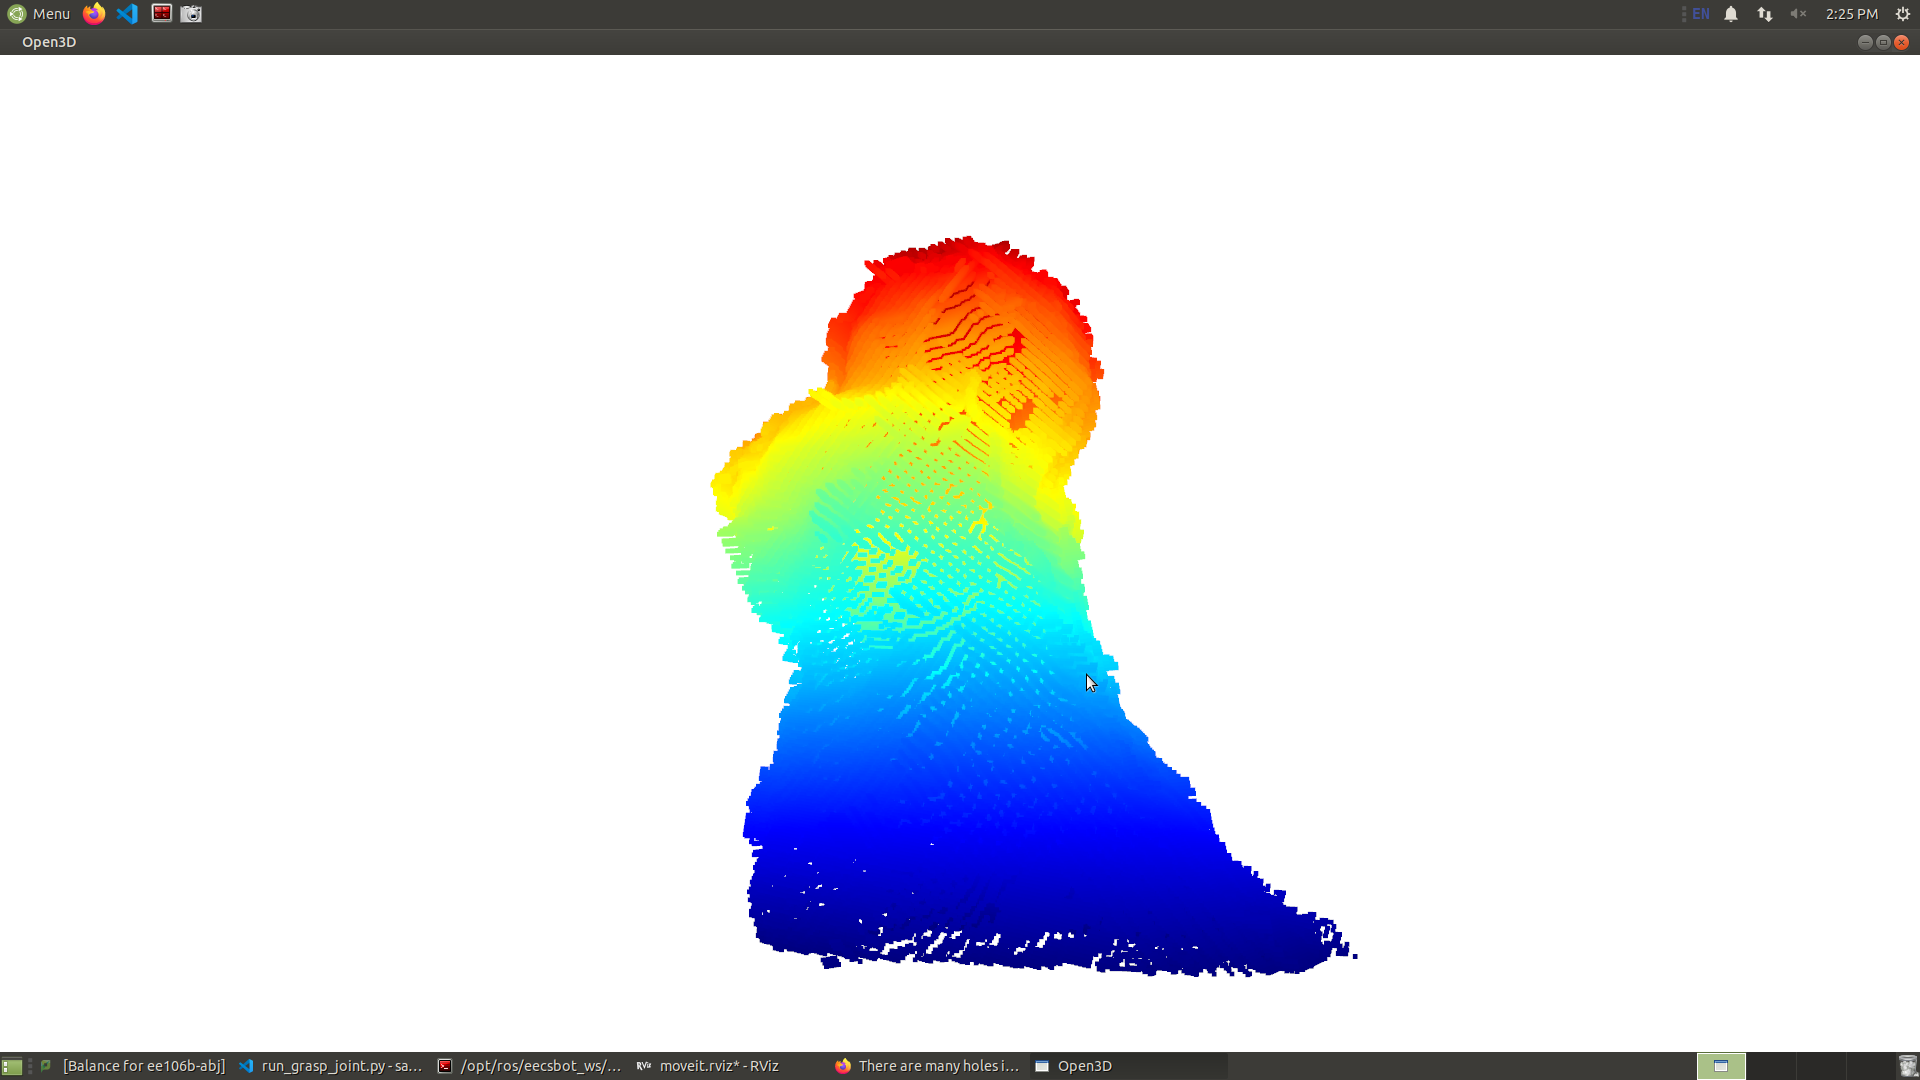 Menu
EN
2:25 PM
Open3D
[Balance for ee106b-abj]
run_grasp_joint.py - sa...
/opt/ros/eecsbot_ws/...
RViz
moveit.rviz* - RViz
There are many holes i...
Open3D